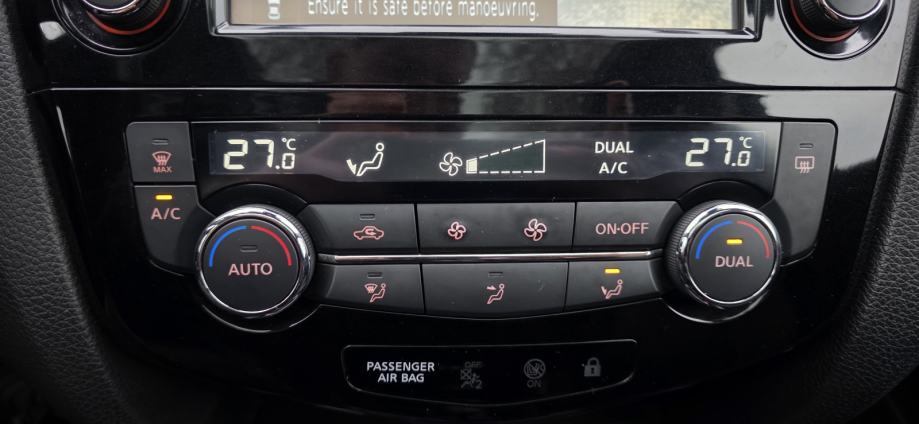 Ensure it is safe before manoeuvring.
27.0 °C
DUAL
A/C
27.0 °C
MAX
A/C
AUTO
ON·OFF
DUAL
PASSENGER
AIR BAG
OFF
2
ON